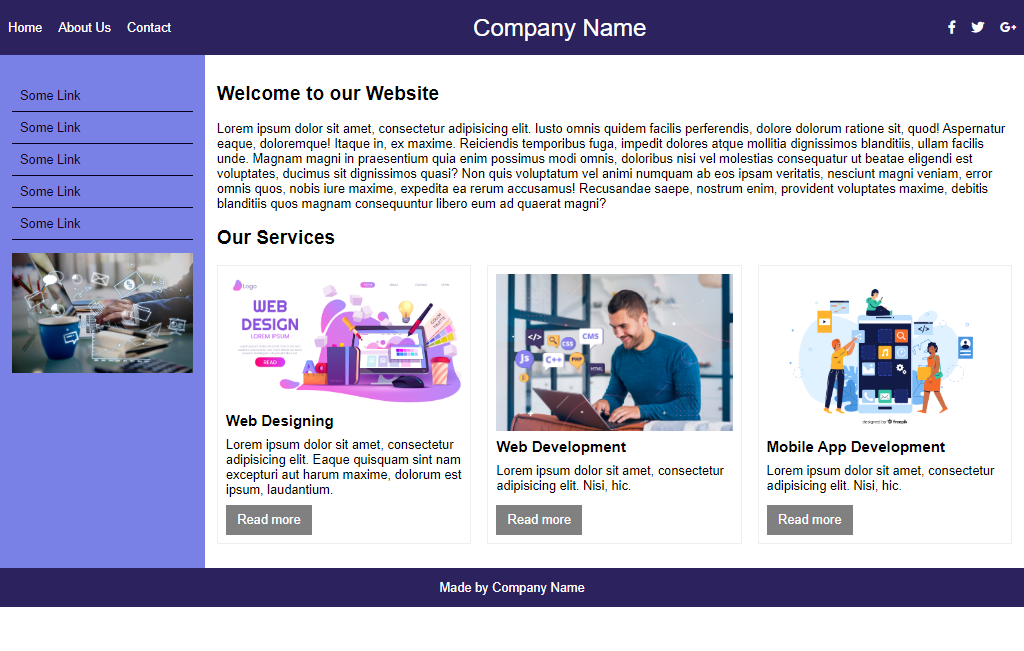 Home About Us Contact
Company Name
Some Link
Some Link
Some Link
Some Link
Some Link
Welcome to our Website
Lorem ipsum dolor sit amet, consectetur adipisicing elit. Iusto omnis quidem facilis perferendis, dolore dolorum ratione sit, quod! Aspernatur
eaque, doloremque! Itaque in, ex maxime. Reiciendis temporibus fuga, impedit dolores atque mollitia dignissimos blanditiis, ullam facilis
unde. Magnam magni in praesentium quia enim possimus modi omnis, doloribus nisi vel molestias consequatur ut beatae eligendi est
voluptates, ducimus sit dignissimos quasi? Non quis voluptatum vel animi numquam ab eos ipsam veritatis, nesciunt magni veniam, error
omnis quos, nobis iure maxime, expedita ea rerum accusamus! Recusandae saepe, nostrum enim, provident voluptates maxime, debitis
blanditiis quos magnam consequuntur libero eum ad quaerat magni?
Our Services
Logo
WEB
DESIGN
LOREM IPSUM
READ
Web Designing
Lorem ipsum dolor sit amet, consectetur
adipisicing elit. Eaque quisquam sint nam
excepturi aut harum maxime, dolorum est
ipsum, laudantium.
Read more
</> CSS CMS
Js C++ PHP HTML
Web Development
Lorem ipsum dolor sit amet, consectetur
adipisicing elit. Nisi, hic.
Read more
</>
designed by freepik
Mobile App Development
Lorem ipsum dolor sit amet, consectetur
adipisicing elit. Nisi, hic.
Read more
Made by Company Name